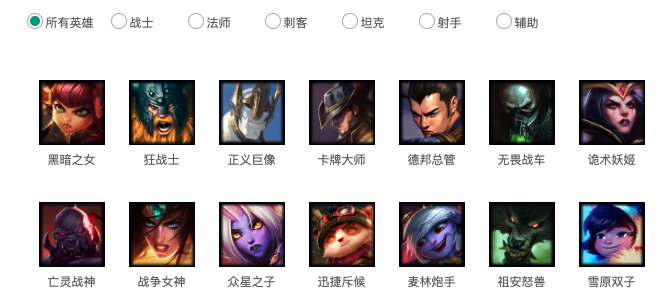 所有英雄 战士 法师 刺客 坦克 射手 辅助
黑暗之女 狂战士 正义巨像 卡牌大师 德邦总管 无畏战车 诡术妖姬
亡灵战神 战争女神 众星之子 迅捷斥候 麦林炮手 祖安怒兽 雪原双子